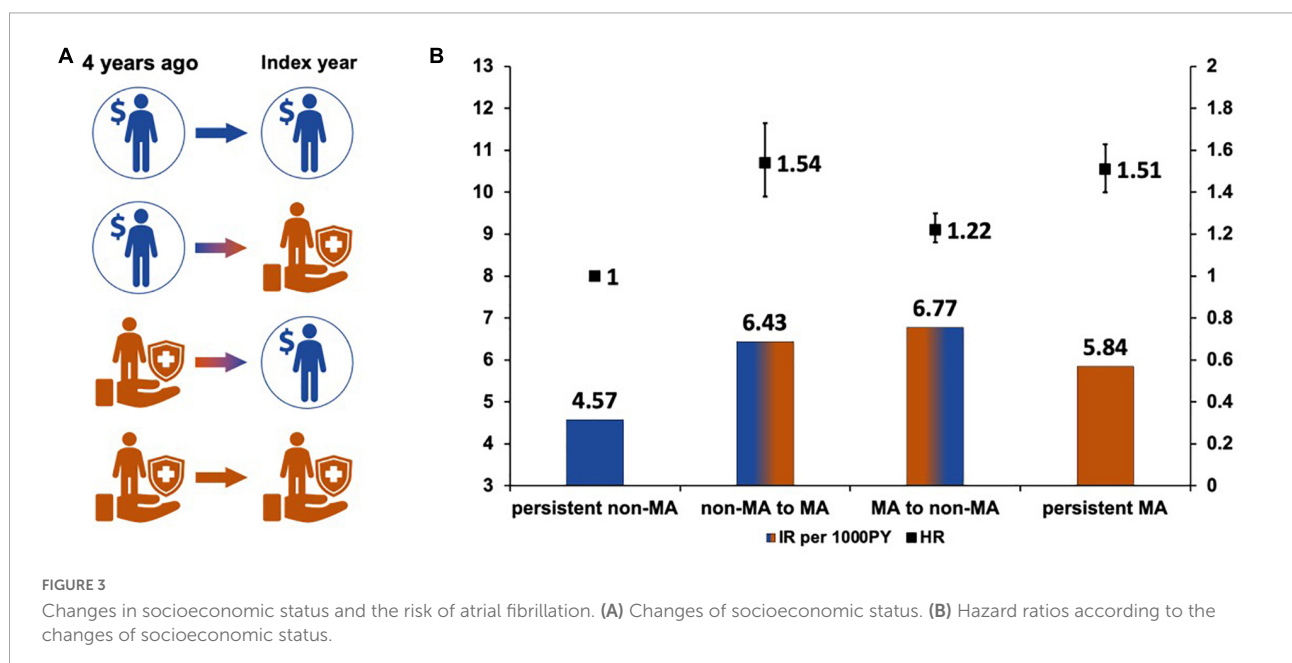 A
4 years ago
Index year
$
$
$
$
B
13
12
11
10
9
8
7
6
5
4
3
2
1.8
1.6
1.4
1.2
1
0.8
0.6
0.4
0.2
0
1
1.54
1.22
1.51
4.57
6.43
6.77
5.84
persistent non-MA
non-MA to MA
MA to non-MA
persistent MA
IR per 1000PY
HR
FIGURE 3
Changes in socioeconomic status and the risk of atrial fibrillation. (A) Changes of socioeconomic status. (B) Hazard ratios according to the
changes of socioeconomic status.